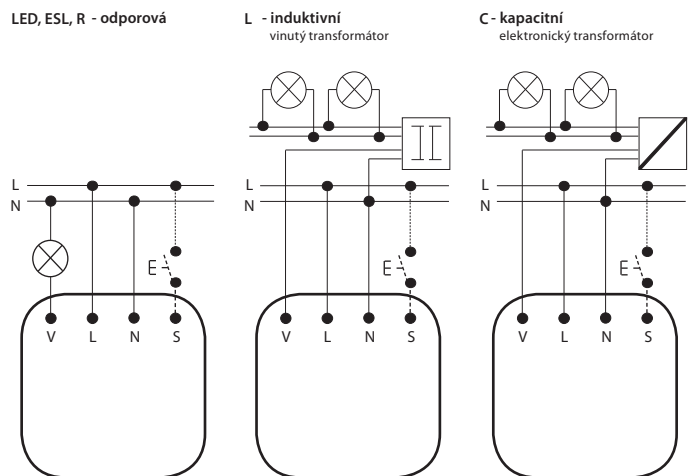 LED, ESL, R - odporová
L - induktivní
vinutý transformátor
C - kapacitní
elektronický transformátor
L
N
V L N S
L
N
V L N S
L
N
V L N S